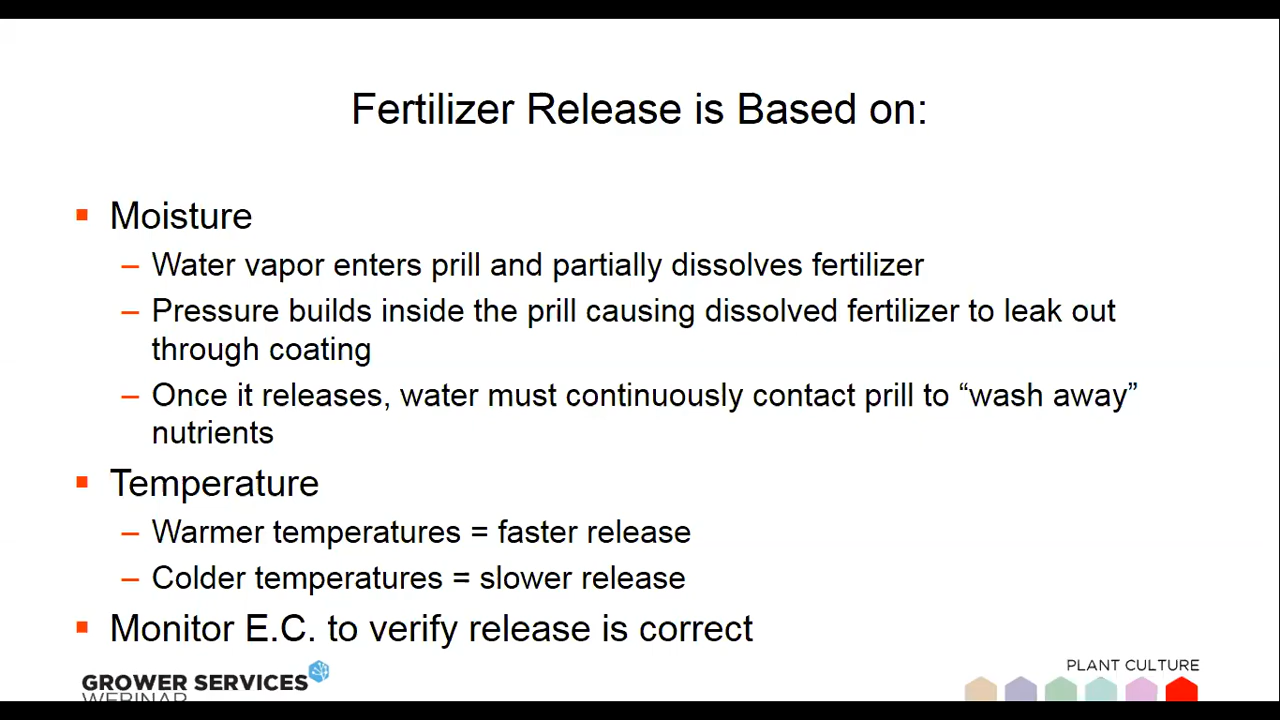 Fertilizer Release is Based on:
▪ Moisture
– Water vapor enters prill and partially dissolves fertilizer
– Pressure builds inside the prill causing dissolved fertilizer to leak out
through coating
– Once it releases, water must continuously contact prill to “wash away”
nutrients
▪ Temperature
– Warmer temperatures = faster release
– Colder temperatures = slower release
▪ Monitor E.C. to verify release is correct
GROWER SERVICES
WEBINAR
PLANT CULTURE